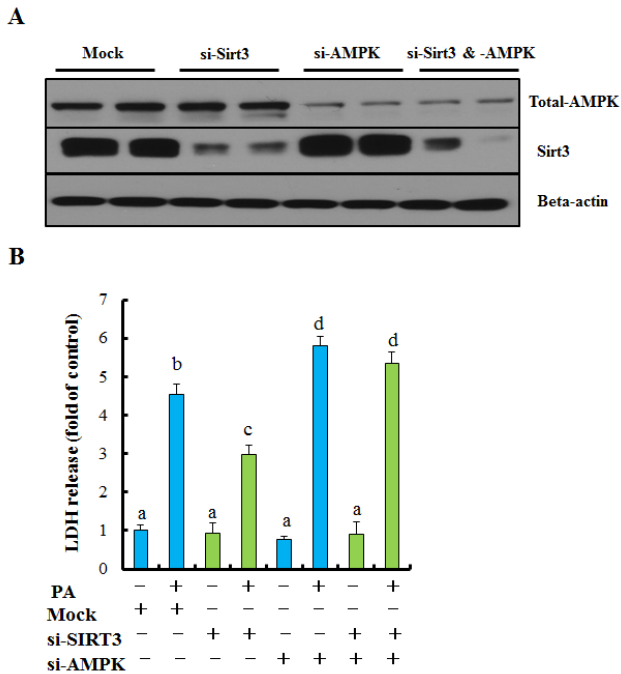 A
Mock si-Sirt3 si-AMPK si-Sirt3 & -AMPK
Total-AMPK
Sirt3
Beta-actin
B
LDH release (fold of control)
7
6
5
4
3
2
1
0
a b a c a d a d
PA − + − + − + − +
Mock + + − − − − − −
si-SIRT3 − − + + − − + +
si-AMPK − − − − + + + +